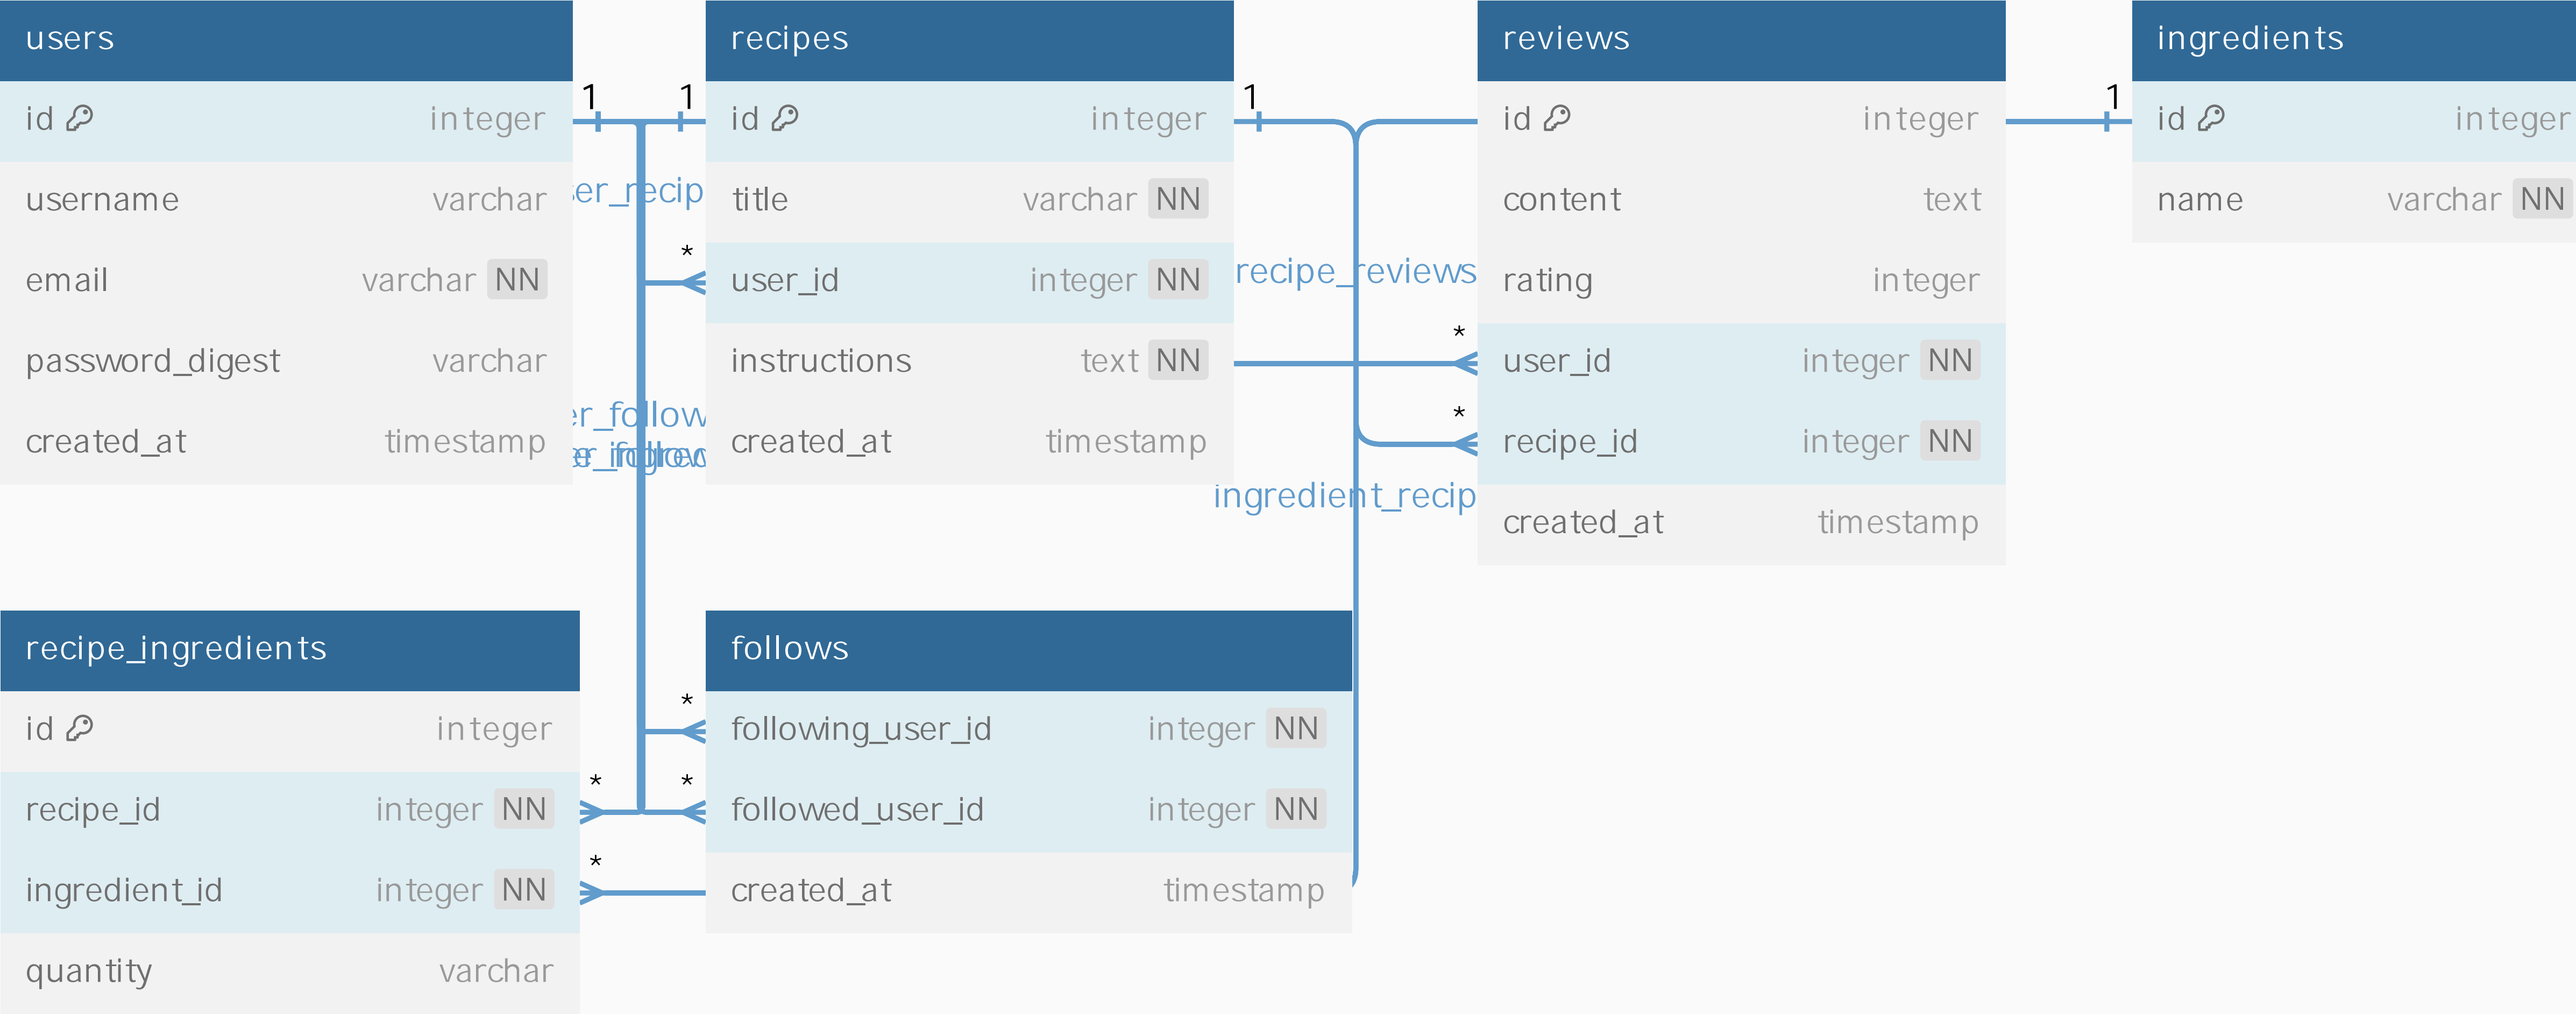 users
id integer
username varchar
email varchar NN
password_digest varchar
created_at timestamp
1 1
recipes
id integer
title varchar NN
user_id integer NN
instructions text NN
created_at timestamp
*
1
recipe_reviews
ingredient_recip
reviews
id integer
content text
rating integer
user_id integer NN
recipe_id integer NN
created_at timestamp
*
*
1
ingredients
id integer
name varchar NN
ser_recip
er_follow
recipe_ingredients
id integer
recipe_id integer NN
ingredient_id integer NN
quantity varchar
*
*
follows
following_user_id integer NN
followed_user_id integer NN
created_at timestamp
*
*